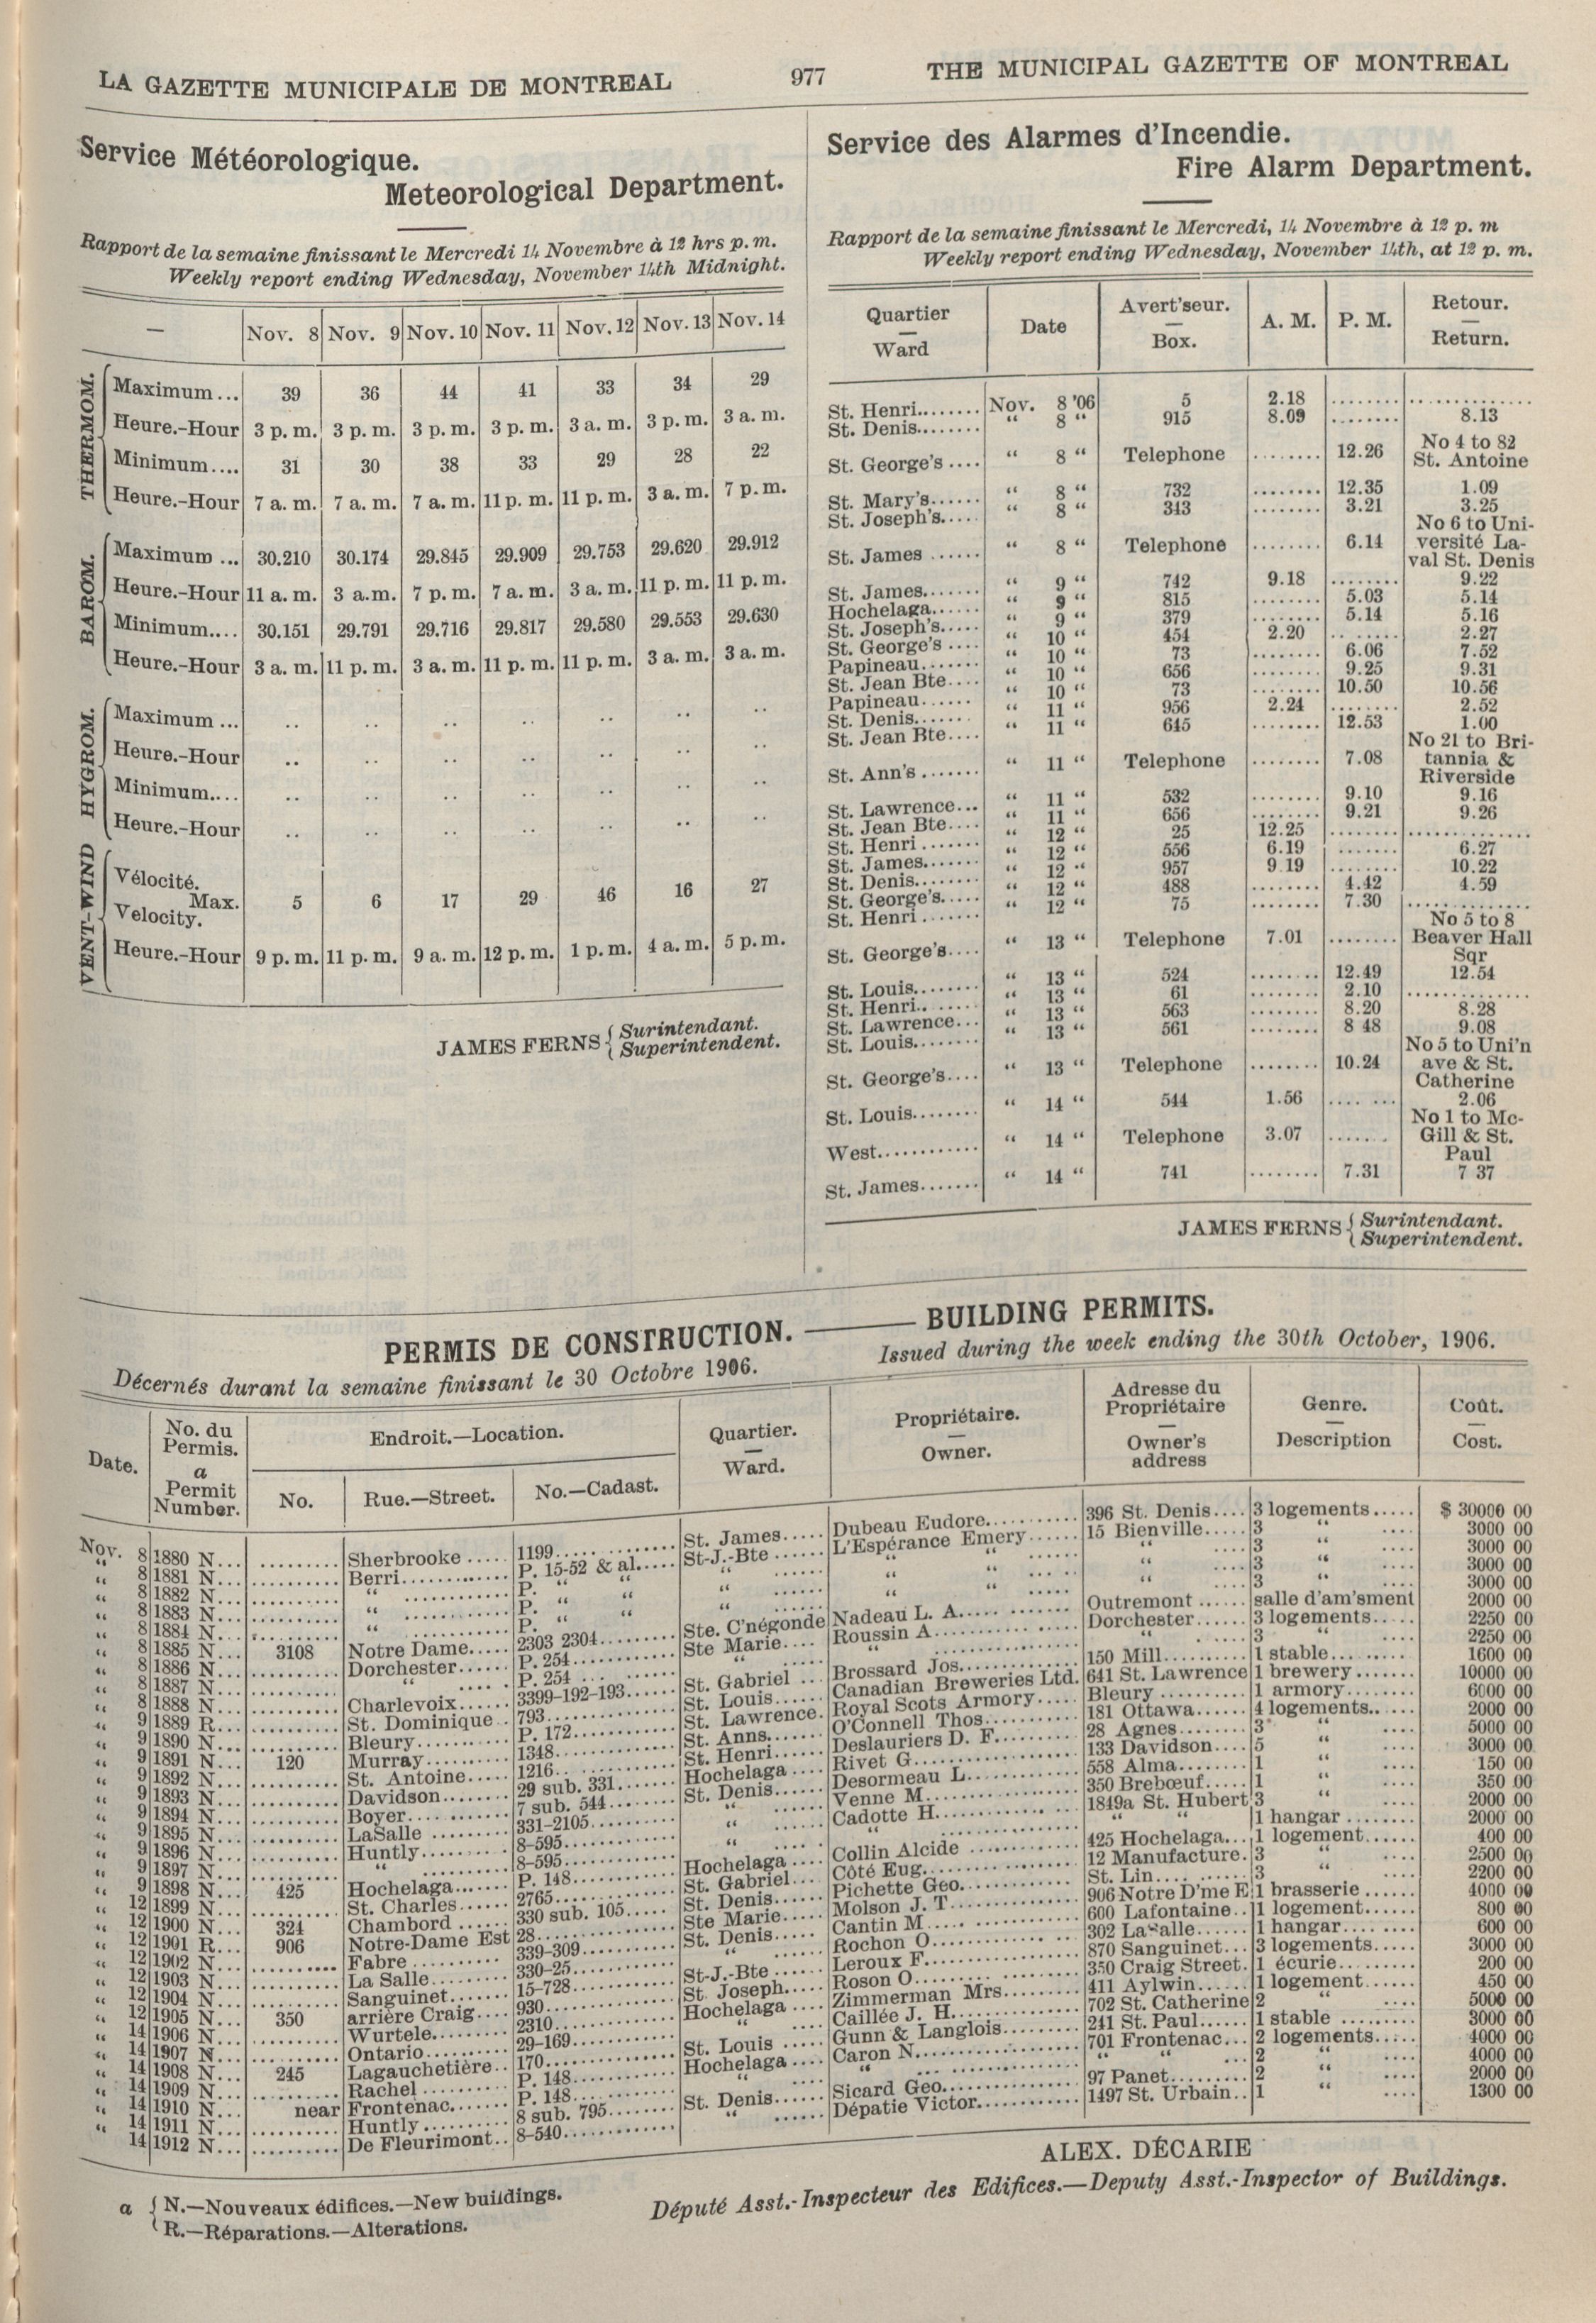 LA GAZETTE MUNICIPALE DE MONTREAL 977 THE MUNICIPAL GAZETTE OF MONTREAL
Service Météorologique.
Meteorological Department.
Rapport de la semaine finissant le Mercredi 14 Novembre à 12 hrs p. m.
Weekly report ending Wednesday, November 14th Midnight.
— Nov. 8 Nov. 9 Nov. 10 Nov. 11 Nov. 12 Nov. 13 Nov. 14
THERMOM.
Maximum... 39 36 44 41 33 34 29
Heure.-Hour 3 p. m. 3 p. m. 3 p. m. 3 p. m. 3 a. m. 3 p. m. 3 a. m.
Minimum.... 31 30 38 33 29 28 22
Heure.-Hour 7 a. m. 7 a. m. 7 a. m. 11 p. m. 11 p. m. 3 a. m. 7 p. m.
BAROM.
Maximum ... 30.210 30.174 29.845 29.909 29.753 29.620 29.912
Heure.-Hour 11 a. m. 3 a.m. 7 p. m. 7 a. m. 3 a. m. 11 p. m. 11 p. m.
Minimum.... 30.151 29.791 29.716 29.817 29.580 29.553 29.630
Heure.-Hour 3 a. m. 11 p. m. 3 a. m. 11 p. m. 11 p. m. 3 a. m. 3 a. m.
HYGROM.
Maximum ... .. .. .. .. .. .. ..
Heure.-Hour .. .. .. .. .. .. ..
Minimum.... .. .. .. .. .. .. ..
Heure.-Hour .. .. .. .. .. .. ..
VENT-WIND
Vélocité.
Max. 5 6 17 29 46 16 27
Velocity.
Heure.-Hour 9 p. m. 11 p. m. 9 a. m. 12 p. m. 1 p. m. 4 a. m. 5 p. m.
JAMES FERNS { Surintendant.
Superintendent.
Service des Alarmes d'Incendie.
Fire Alarm Department.
Rapport de la semaine finissant le Mercredi, 14 Novembre à 12 p. m
Weekly report ending Wednesday, November 14th, at 12 p. m.
Quartier — Ward Date Avert'seur. — Box. A. M. P. M. Retour. — Return.
St. Henri........ Nov. 8 '06 5 2.18 ........ ..............
St. Denis........ “ 8 “ 915 8.09 ........ 8.13
St. George's .... “ 8 “ Telephone ........ 12.26 No 4 to 82 St. Antoine
St. Mary's...... “ 8 “ 732 ........ 12.35 1.09
St. Joseph's..... “ 8 “ 343 ........ 3.21 3.25
St. James ...... “ 8 “ Telephone ........ 6.14 No 6 to Université Laval St. Denis
St. James....... “ 9 “ 742 9.18 ........ 9.22
Hochelaga...... “ 9 “ 815 ........ 5.03 5.14
St. Joseph's..... “ 9 “ 379 ........ 5.14 5.16
St. George's .... “ 10 “ 454 2.20 ........ 2.27
Papineau....... “ 10 “ 73 ........ 6.06 7.52
St. Jean Bte.... “ 10 “ 656 ........ 9.25 9.31
Papineau...... “ 10 “ 73 ........ 10.50 10.56
St. Denis....... “ 11 “ 956 2.24 ........ 2.52
St. Jean Bte.... “ 11 “ 645 ........ 12.53 1.00
St. Ann's ....... “ 11 “ Telephone ........ 7.08 No 21 to Britannia & Riverside
St. Lawrence... “ 11 “ 532 ........ 9.10 9.16
St. Jean Bte.... “ 11 “ 656 ........ 9.21 9.26
St. Henri ....... “ 12 “ 25 12.25 ........ ..............
St. James....... “ 12 “ 556 6.19 ....... 6.27
St. Denis........ “ 12 “ 957 9 19 ........ 10.22
St. George's..... “ 12 “ 488 ........ 4.42 4.59
St. Henri ....... “ 12 “ 75 ........ 7.30 ..............
St. George's.... “ 13 “ Telephone 7.01 ........ No 5 to 8 Beaver Hall Sqr
St. Louis........ “ 13 “ 524 ........ 12.49 12.54
St. Henri.. ...... “ 13 “ 61 ........ 2.10 ..............
St. Lawrence... “ 13 “ 563 ........ 8.20 8.28
St. Louis........ “ 13 “ 561 ........ 8 48 9.08
St. George's.... “ 13 “ Telephone ........ 10.24 No 5 to Uni'n ave & St. Catherine
St. Louis........ “ 14 “ 544 1.56 .... ... 2.06
West............ “ 14 “ Telephone 3.07 ....... No 1 to McGill & St. Paul
St. James....... “ 14 “ 741 ........ 7.31 7 37
JAMES FERNS { Surintendant.
Superintendent.
PERMIS DE CONSTRUCTION. — BUILDING PERMITS.
Décernés durant la semaine finissant le 30 Octobre 1906. Issued during the week ending the 30th October, 1906.
Date. No. du Permis. a Permit Number. Endroit.—Location. Quartier. — Ward. Propriétaire. — Owner. Adresse du Propriétaire — Owner's address Genre. — Description Coût. — Cost.
No. Rue.—Street. No.—Cadast.
Nov. 8 1880 N... ......... Sherbrooke ..... 1199.............. St. James..... Dubeau Eudore........... 396 St. Denis.... 3 logements..... $ 30000 00
“ 8 1881 N... .......... Berri............. P. 15-52 & al..... St-J.-Bte ...... L'Espérance Emery...... 15 Bienville..... 3 “ .... 3000 00
“ 8 1882 N... .......... “ ............ P. “ “ “ ...... “ “ ...... “ .... 3 “ .... 3000 00
“ 8 1883 N... .......... “ ............ P. “ “ “ ...... “ “ ...... “ .... 3 “ .... 3000 00
“ 8 1884 N... .......... “ ............ P. “ “ “ ...... “ “ ...... “ .... 3 “ .... 3000 00
“ 8 1885 N... 3108 Notre Dame..... 2303 2304......... Ste. C'négonde Nadeau L. A..... ....... Outremont ...... salle d'am'sment 2000 00
“ 8 1886 N... .......... Dorchester...... P. 254............ Ste Marie.... Roussin A............... Dorchester...... 3 logements..... 2250 00
“ 8 1887 N... .......... “ .... . P. 254 ... ...... “ ...... “ ............... “ ..... 3 “ .... 2250 00
“ 8 1888 N... .......... Charlevoix...... 3399-192-193...... St. Gabriel ... Brossard Jos............. 150 Mill.......... 1 stable......... 1600 00
“ 9 1889 R... .......... St. Dominique.. 793............... St. Louis...... Canadian Breweries Ltd. 641 St. Lawrence 1 brewery....... 10000 00
“ 9 1890 N... .......... Bleury........... P. 172............ St. Lawrence. Royal Scots Armory..... Bleury .......... 1 armory........ 6000 00
“ 9 1891 N... 120 Murray.......... 1348.............. St. Anns....... O'Connell Thos.......... 181 Ottawa...... 4 logements.. .... 2000 00
“ 9 1892 N... .......... St. Antoine..... 1216.............. St. Henri...... Deslauriers D. F......... 28 Agnes........ 3 “ .... 5000 00
“ 9 1893 N... .......... Davidson........ 29 sub. 331....... Hochelaga .... Rivet G.................. 133 Davidson.... 5 “ .... 3000 00
“ 9 1894 N... .......... Boyer............ 7 sub. 544........ St. Denis...... Desormeau L............ 558 Alma........ 1 “ .... 150 00
“ 9 1895 N... .......... LaSalle ......... 331-2105.......... “ ...... Venne M................. 350 Brebœuf..... 1 “ .... 350 00
“ 9 1896 N... .......... Huntly.......... 8-595............. “ ...... Cadotte H............... 1849a St. Hubert 3 “ .... 2000 00
“ 9 1897 N... .......... “ .......... 8-595............. “ .... “ .............. “ “ 1 hangar ........ 2000 00
“ 9 1898 N... 425 Hochelaga....... P. 148............ Hochelaga .... Collin Alcide ........... 425 Hochelaga... 1 logement...... 400 00
“ 12 1899 N... .......... St. Charles...... 2765.............. St. Gabriel... Côté Eug................ 12 Manufacture. 3 “ .... 2500 00
“ 12 1900 N... 324 Chambord ...... 330 sub. 105..... St. Denis...... Pichette Geo............ St. Lin.......... 3 “ .... 2200 00
“ 12 1901 R... 906 Notre-Dame Est 28................ Ste Marie..... Molson J. T............. 906 Notre D'me E 1 brasserie ...... 4000 00
“ 12 1902 N... .......... Fabre .......... 339-309........... St. Denis..... Cantin M................ 600 Lafontaine.. 1 logement...... 800 00
“ 12 1903 N... .......... La Salle......... 330-25............ “ ...... Rochon O............... 302 LaSalle...... 1 hangar......... 600 00
“ 12 1904 N... .......... Sanguinet....... 15-728............ St-J.-Bte ...... Leroux F................ 870 Sanguinet... 3 logements..... 3000 00
“ 12 1905 N... 350 arrière Craig.... 930............... St. Joseph..... Roson O................. 350 Craig Street. 1 écurie......... 200 00
“ 14 1906 N... .......... Wurtele......... 2310.............. Hochelaga .... Zimmerman Mrs......... 411 Aylwin...... 1 logement...... 450 00
“ 14 1907 N... .......... Ontario.......... 29-169............ “ .... Caillée J. H............. 702 St. Catherine 2 “ .... 5000 00
“ 14 1908 N... 245 Lagauchetière.. 170............... St. Louis ..... Gunn & Langlois......... 241 St. Paul...... 1 stable ......... 3000 00
“ 14 1909 N... .......... Rachel .......... P. 148............ Hochelaga .... Caron N................. 701 Frontenac... 2 logements..... 4000 00
“ 14 1910 N... near Frontenac....... P. 148............ “ .... “ ............ “ “ ... 2 “ .... 4000 00
“ 14 1911 N... .......... Huntly .......... 8 sub. 795........ St. Denis...... Sicard Geo............... 97 Panet......... 2 “ .... 2000 00
“ 14 1912 N... .......... De Fleurimont.. 8-540............. “ ...... Dépatie Victor........... 1497 St. Urbain.. 1 “ .... 1300 00
ALEX. DÉCARIE
a { N.—Nouveaux édifices.—New buildings.
R.—Réparations.—Alterations.
Député Asst.-Inspecteur des Edifices.—Deputy Asst.-Inspector of Buildings.